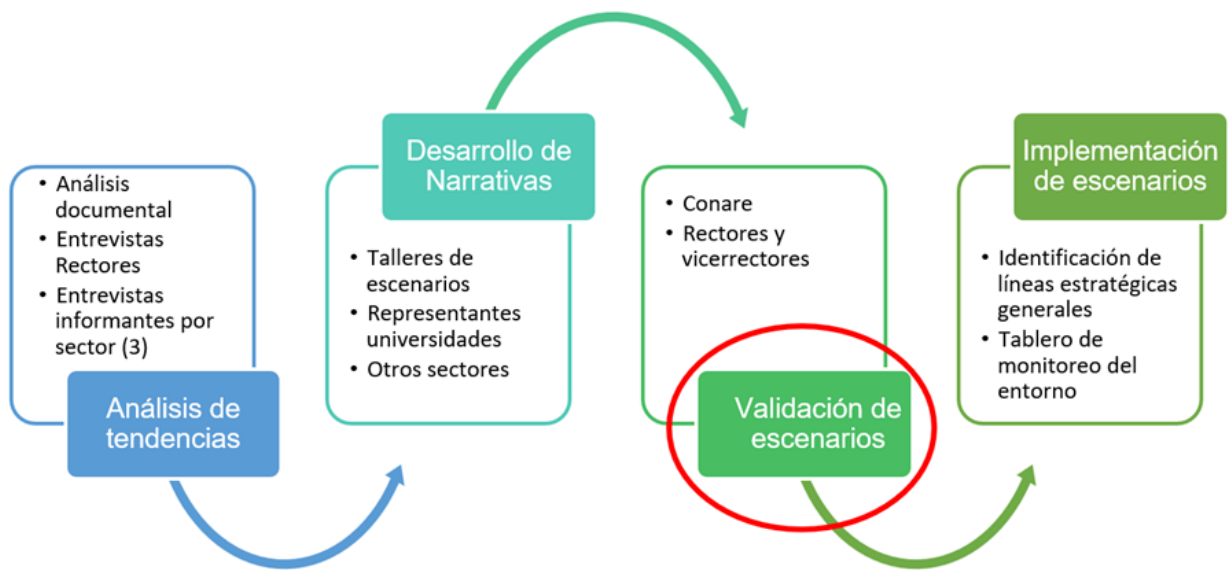 • Análisis
documental
• Entrevistas
Rectores
• Entrevistas
informantes por
sector (3)
Análisis de
tendencias
Desarrollo de
Narrativas
• Talleres de
escenarios
• Representantes
universidades
• Otros sectores
• Conare
• Rectores y
vicerrectores
Validación de
escenarios
Implementación
de escenarios
• Identificación de
líneas estratégicas
generales
• Tablero de
monitoreo del
entorno